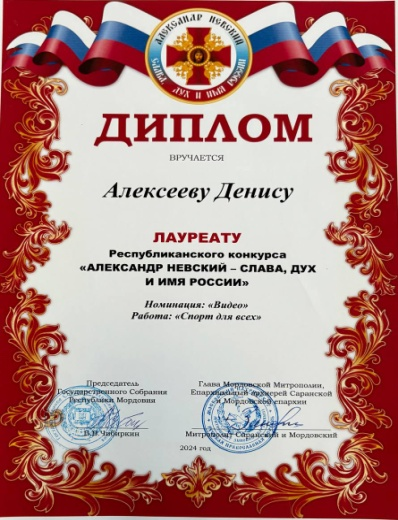 АЛЕКСАНДР НЕВСКИЙ
СЛАВА, ДУХ И ИМЯ РОССИИ
ДИПЛОМ
ВРУЧАЕТСЯ
Алексееву Денису
ЛАУРЕАТУ
Республиканского конкурса
«АЛЕКСАНДР НЕВСКИЙ – СЛАВА, ДУХ
И ИМЯ РОССИИ»
Номинация: «Видео»
Работа: «Спорт для всех»
Председатель
Государственного Собрания
Республики Мордовия
В.В.Чибиркин
Глава Мордовской Митрополии,
Епархиальный архиерей Саранской
и Мордовской епархии
Митрополит Саранский и Мордовский
2024 год